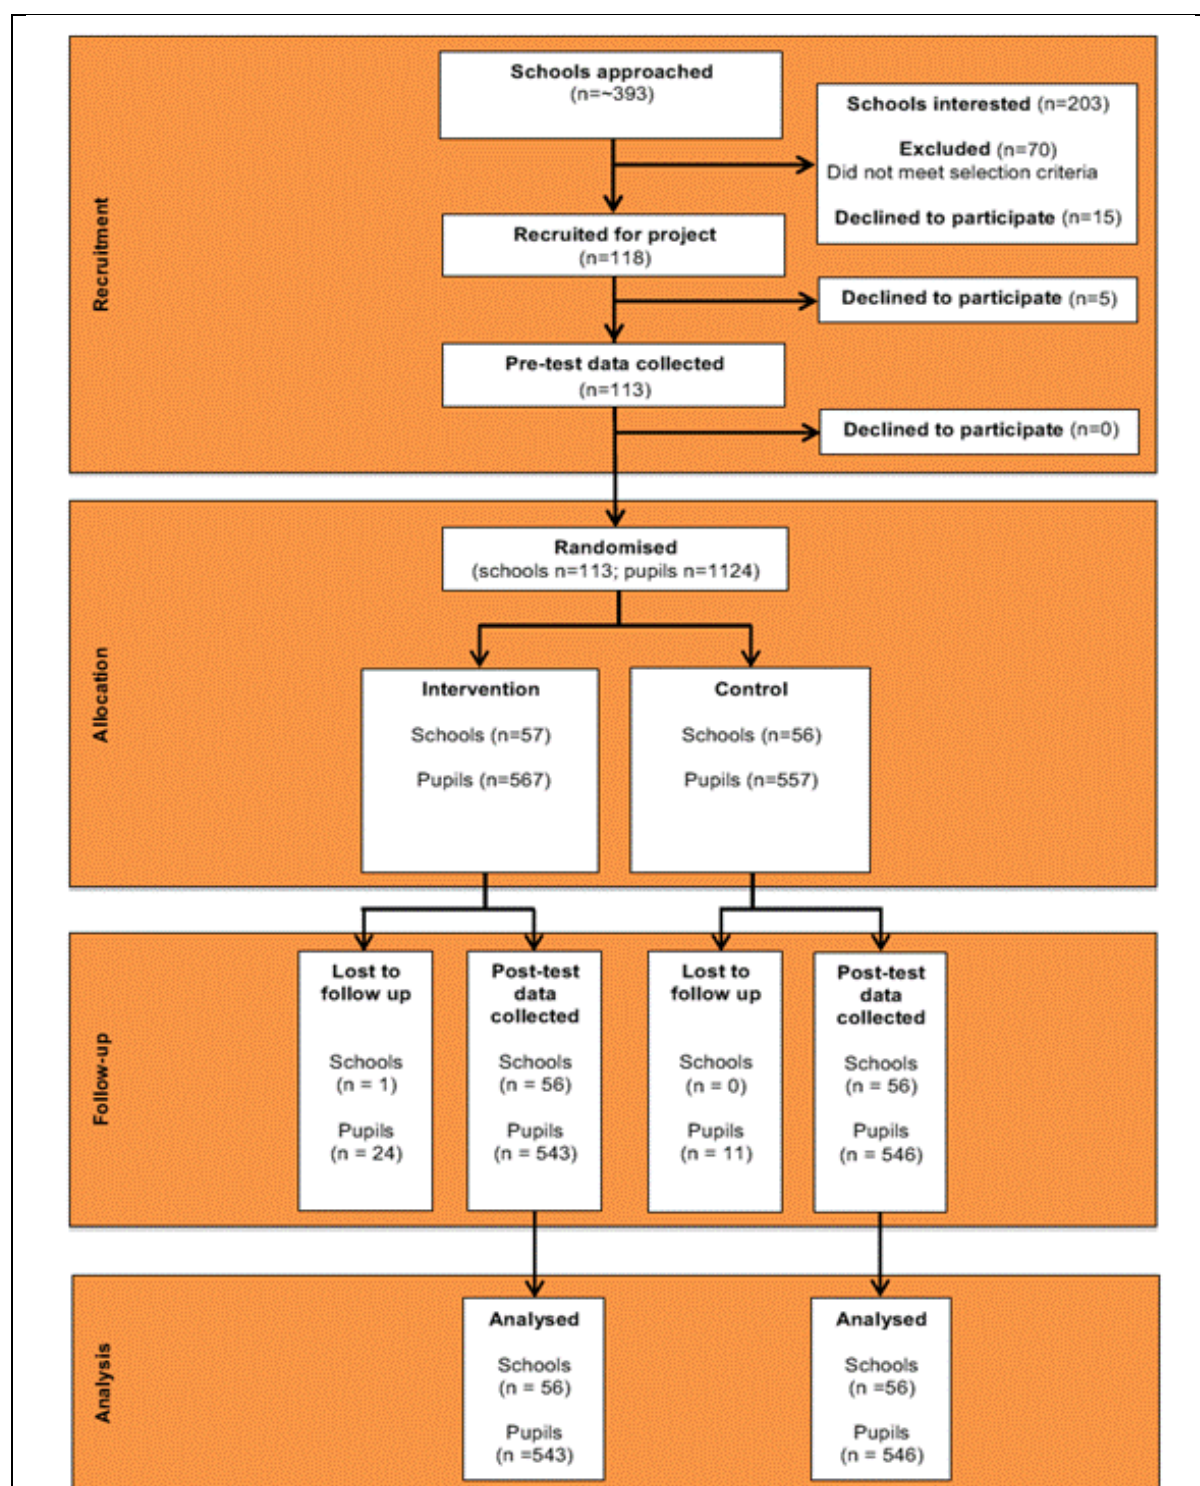 Recruitment
Schools approached
(n=~393)
Schools interested (n=203)
Excluded (n=70)
Did not meet selection criteria
Declined to participate (n=15)
Recruited for project
(n=118)
Declined to participate (n=5)
Pre-test data collected
(n=113)
Declined to participate (n=0)
Allocation
Randomised
(schools n=113; pupils n=1124)
Intervention
Schools (n=57)
Pupils (n=567)
Control
Schools (n=56)
Pupils (n=557)
Follow-up
Lost to
follow up
Schools
(n = 1)
Pupils
(n = 24)
Post-test
data
collected
Schools
(n = 56)
Pupils
(n = 543)
Lost to
follow up
Schools
(n = 0)
Pupils
(n = 11)
Post-test
data
collected
Schools
(n = 56)
Pupils
(n = 546)
Analysis
Analysed
Schools
(n = 56)
Pupils
(n =543)
Analysed
Schools
(n =56)
Pupils
(n = 546)